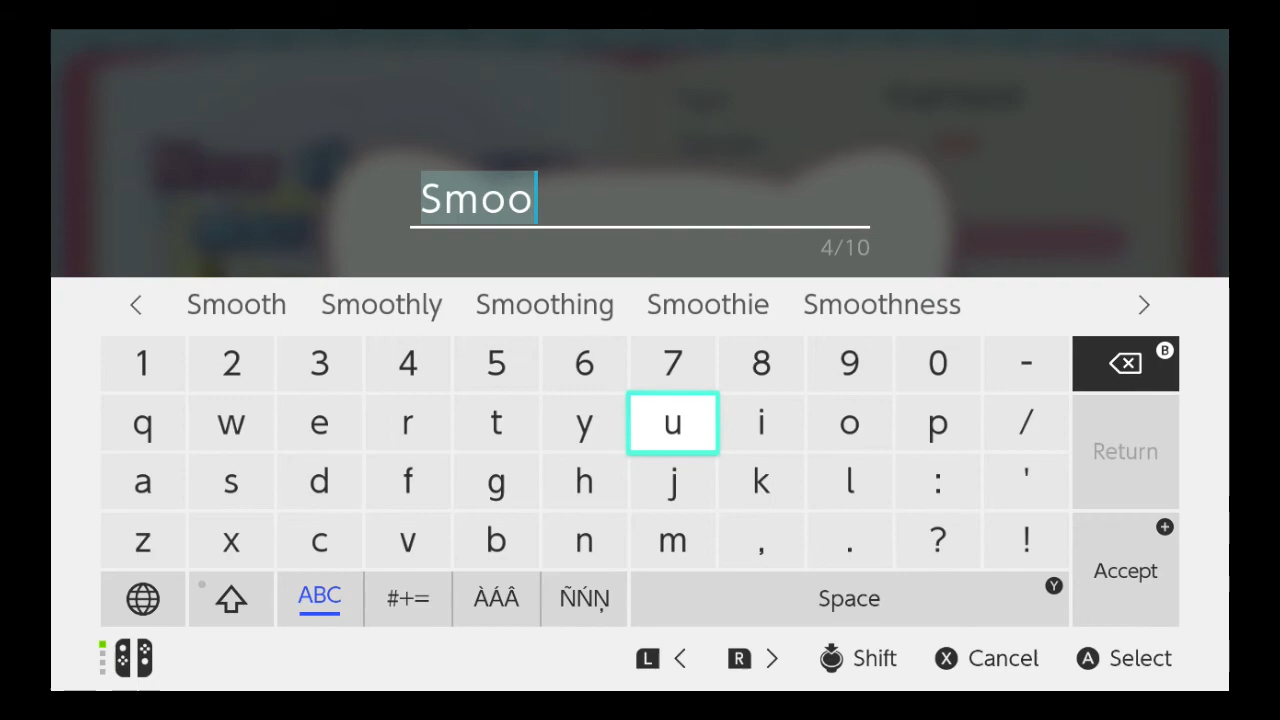 Smoo
4/10
< Smooth Smoothly Smoothing Smoothie Smoothness >
1 2 3 4 5 6 7 8 9 0 - B
q w e r t y u i o p / Return
a s d f g h j k l : '
z x c v b n m , . ? ! + Accept
ABC #+= ÀÁÂ ÑŃŅ Space Y
L < R > Shift X Cancel A Select